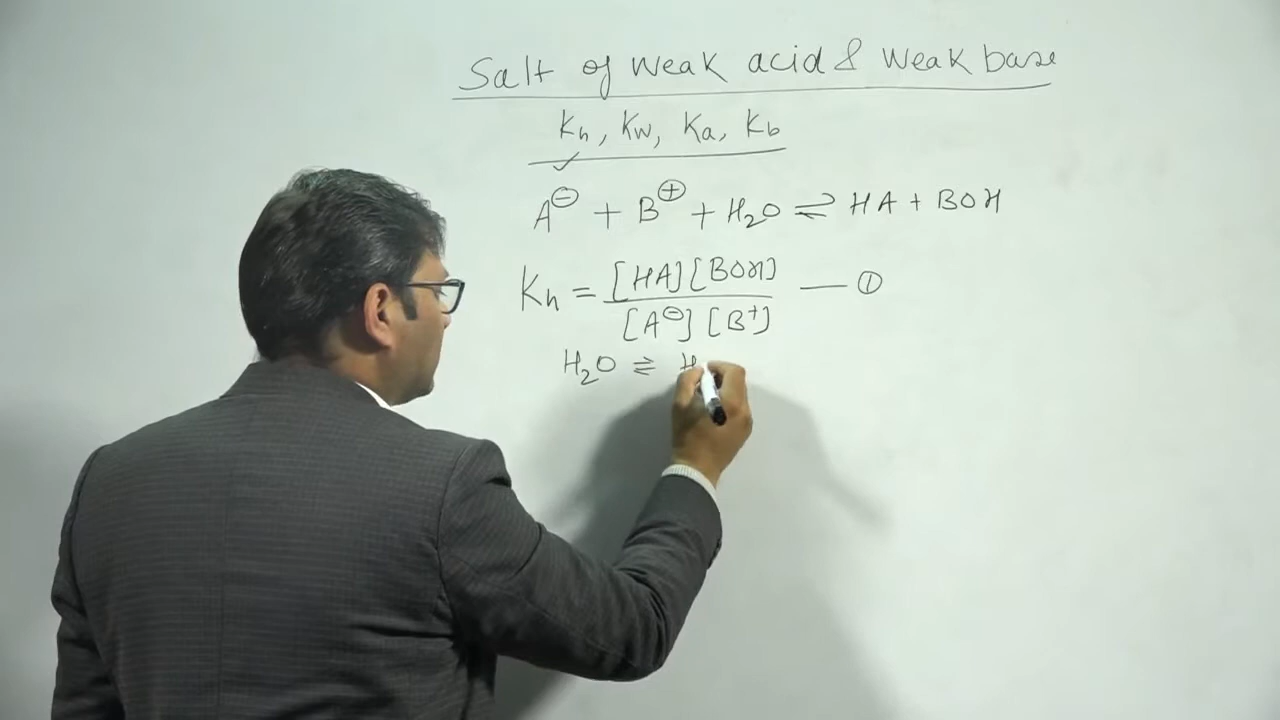 Salt of weak acid & weak base
Kh, Kw, Ka, Kb
A⊖ + B⊕ + H2O ⇌ HA + BOH
Kh = [HA][BOH] / [A⊖][B+] — ①
H2O ⇌ H